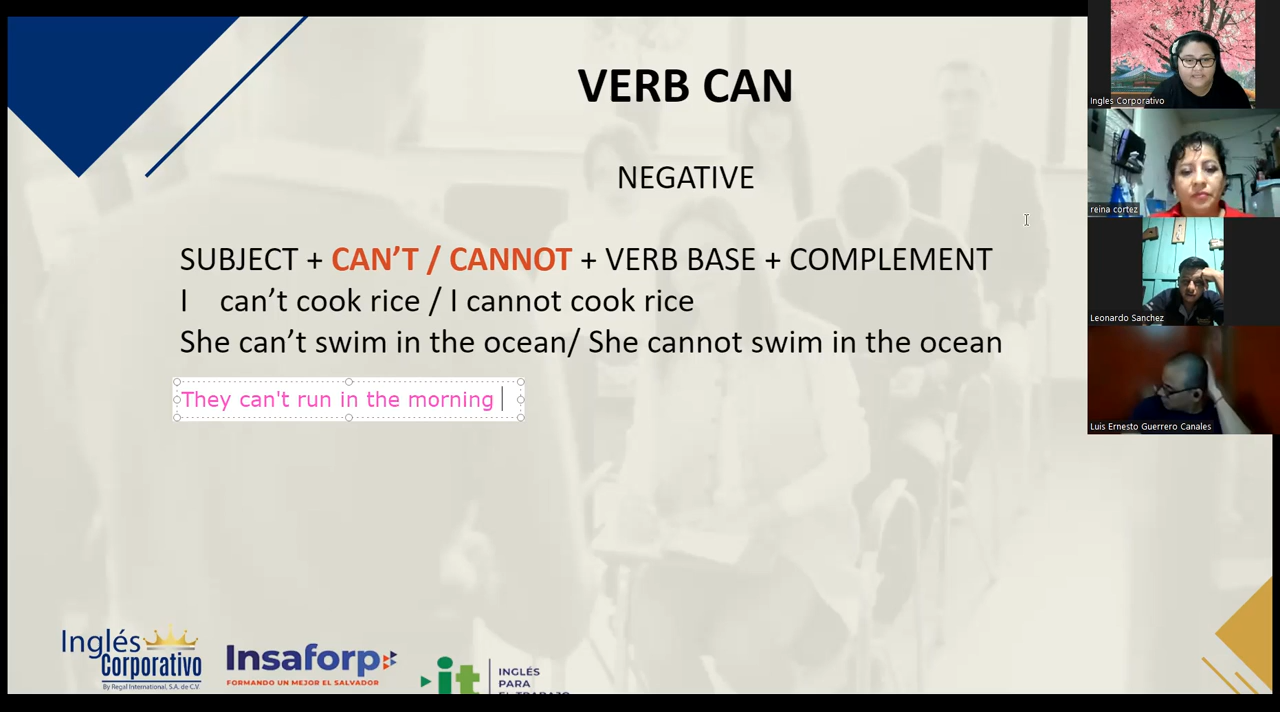 VERB CAN
NEGATIVE
SUBJECT + CAN’T / CANNOT + VERB BASE + COMPLEMENT
I can’t cook rice / I cannot cook rice
She can’t swim in the ocean/ She cannot swim in the ocean
They can't run in the morning
Ingles Corporativo
reina cortez
Leonardo Sanchez
Luis Ernesto Guerrero Canales
Inglés
Corporativo
By Regal International, S.A. de C.V.
Insaforp
FORMANDO UN MEJOR EL SALVADOR
it
INGLÉS
PARA
EL TRABAJO